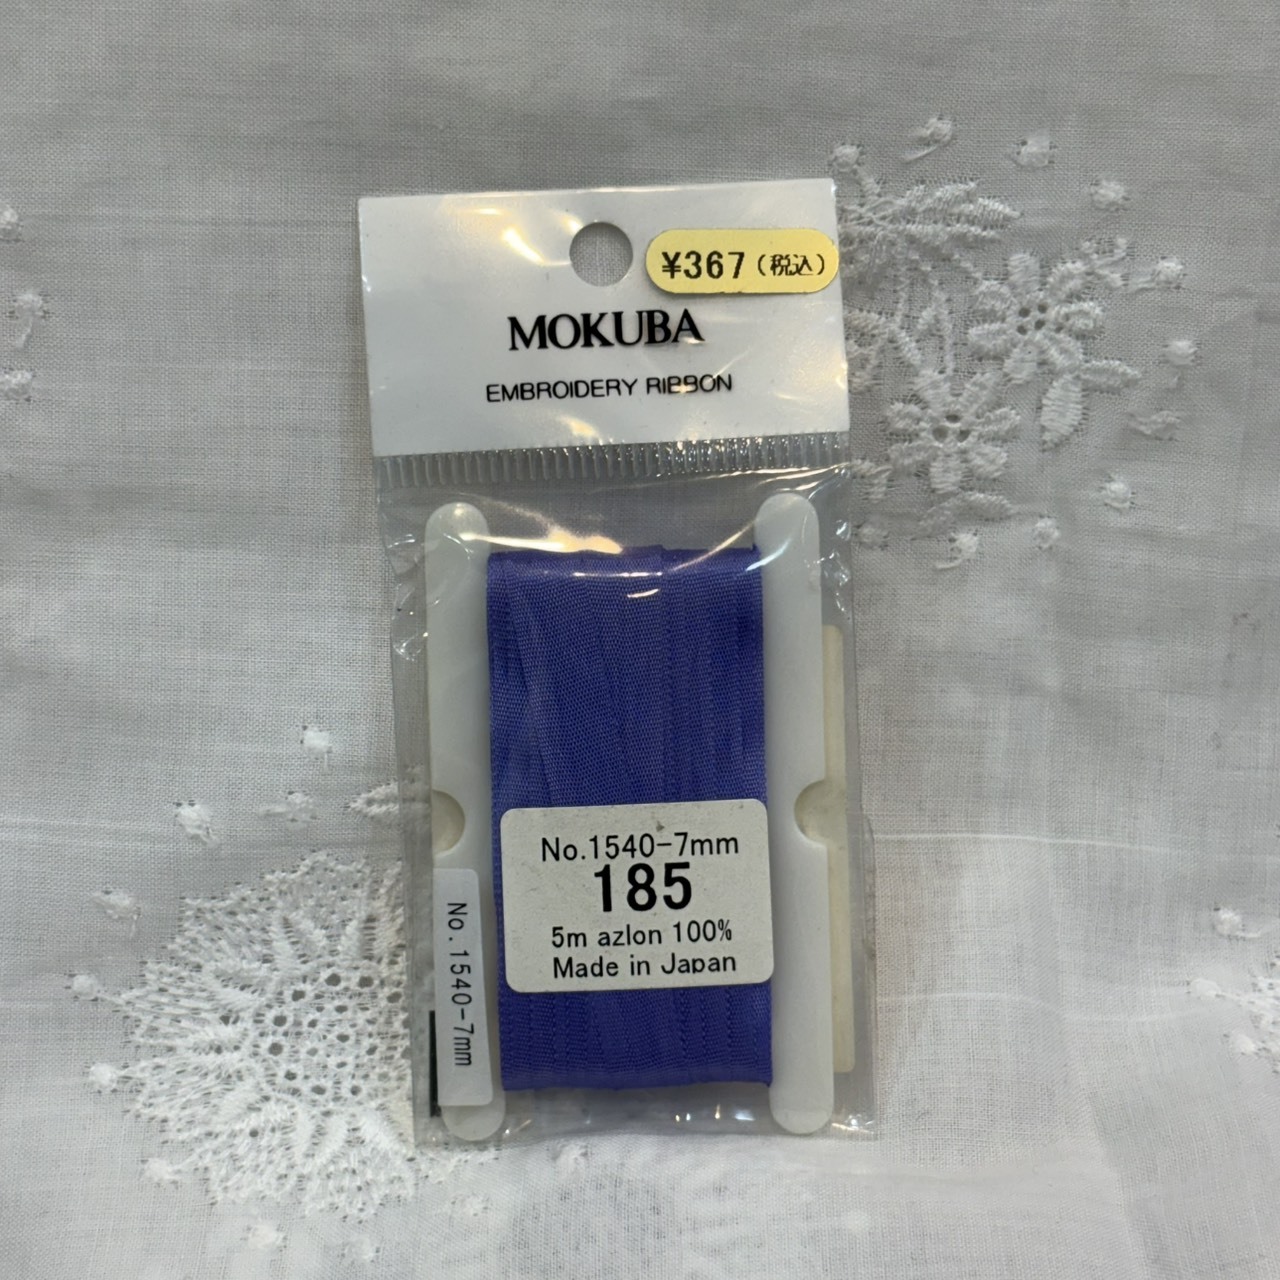 ¥367(税込)
MOKUBA
EMBROIDERY RIBBON
No.1540-7mm
185
5m azlon 100%
Made in Japan
No.1540-7mm